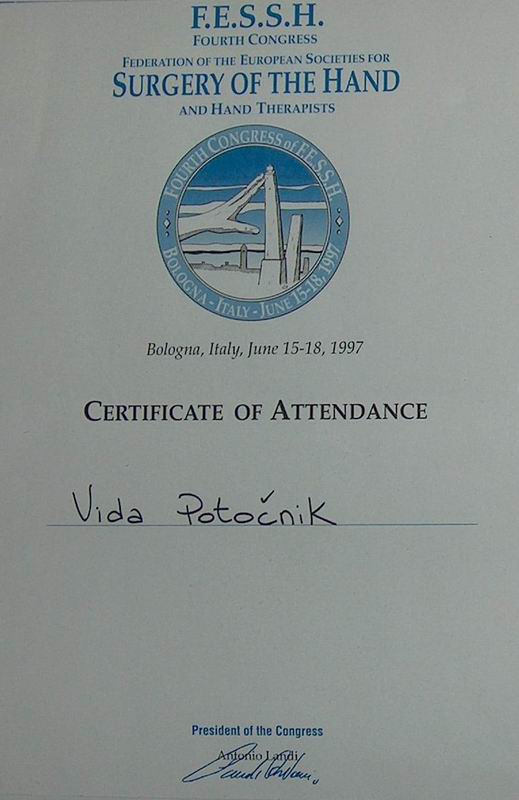 F.E.S.S.H.
FOURTH CONGRESS
FEDERATION OF THE EUROPEAN SOCIETIES FOR
SURGERY OF THE HAND
AND HAND THERAPISTS
FOURTH CONGRESS of F.E.S.S.H.
BOLOGNA - ITALY - JUNE 15-18, 1997
Bologna, Italy, June 15-18, 1997
CERTIFICATE OF ATTENDANCE
Vida Potočnik
President of the Congress
Antonio Landi